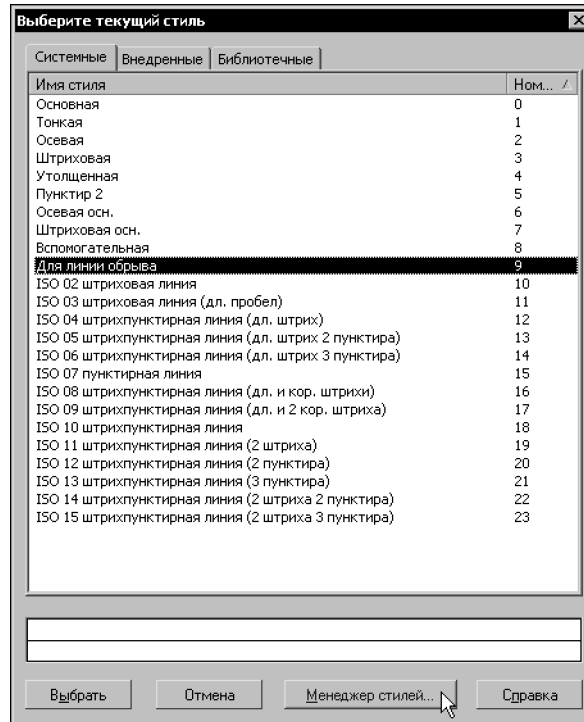 Выберите текущий стиль
Системные Внедренные Библиотечные
Имя стиля Ном...
Основная 0
Тонкая 1
Осевая 2
Штриховая 3
Утолщенная 4
Пунктир 2 5
Осевая осн. 6
Штриховая осн. 7
Вспомогательная 8
Для линии обрыва 9
ISO 02 штриховая линия 10
ISO 03 штриховая линия (дл. пробел) 11
ISO 04 штрихпунктирная линия (дл. штрих) 12
ISO 05 штрихпунктирная линия (дл. штрих 2 пунктира) 13
ISO 06 штрихпунктирная линия (дл. штрих 3 пунктира) 14
ISO 07 пунктирная линия 15
ISO 08 штрихпунктирная линия (дл. и кор. штрихи) 16
ISO 09 штрихпунктирная линия (дл. и 2 кор. штриха) 17
ISO 10 штрихпунктирная линия 18
ISO 11 штрихпунктирная линия (2 штриха) 19
ISO 12 штрихпунктирная линия (2 пунктира) 20
ISO 13 штрихпунктирная линия (3 пунктира) 21
ISO 14 штрихпунктирная линия (2 штриха 2 пунктира) 22
ISO 15 штрихпунктирная линия (2 штриха 3 пунктира) 23
Выбрать Отмена Менеджер стилей... Справка